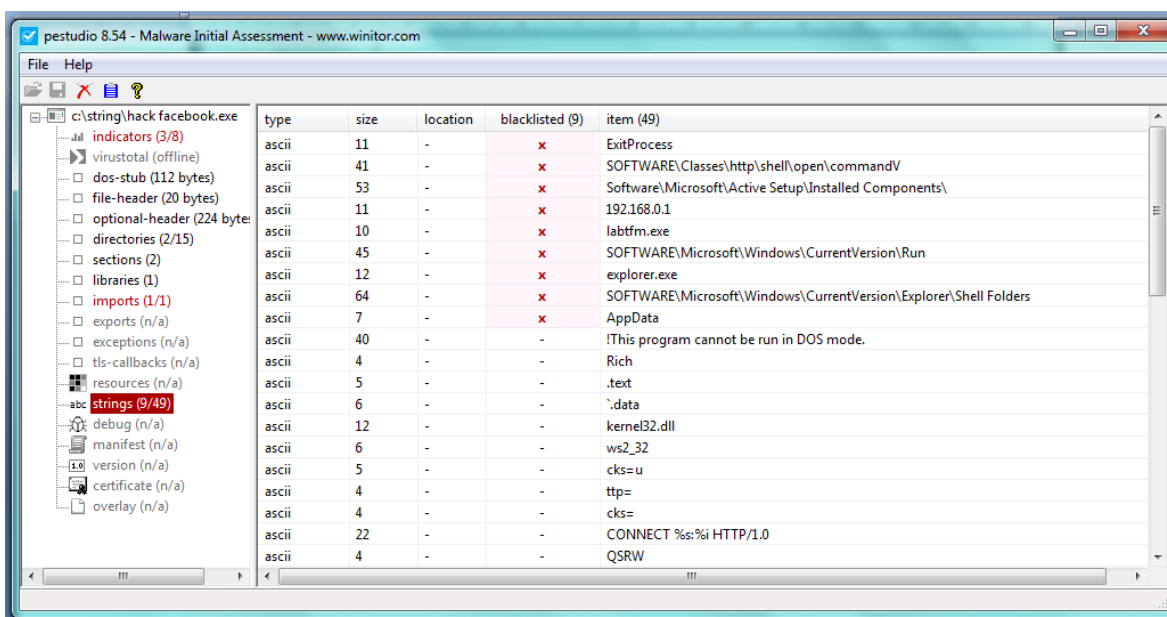 pestudio 8.54 - Malware Initial Assessment - www.winitor.com
File Help
c:\string\hack facebook.exe
indicators (3/8)
virustotal (offline)
dos-stub (112 bytes)
file-header (20 bytes)
optional-header (224 bytes
directories (2/15)
sections (2)
libraries (1)
imports (1/1)
exports (n/a)
exceptions (n/a)
tls-callbacks (n/a)
resources (n/a)
abc strings (9/49)
debug (n/a)
manifest (n/a)
1.0 version (n/a)
certificate (n/a)
overlay (n/a)
type size location blacklisted (9) item (49)
ascii 11 - x ExitProcess
ascii 41 - x SOFTWARE\Classes\http\shell\open\commandV
ascii 53 - x Software\Microsoft\Active Setup\Installed Components\
ascii 11 - x 192.168.0.1
ascii 10 - x labtfm.exe
ascii 45 - x SOFTWARE\Microsoft\Windows\CurrentVersion\Run
ascii 12 - x explorer.exe
ascii 64 - x SOFTWARE\Microsoft\Windows\CurrentVersion\Explorer\Shell Folders
ascii 7 - x AppData
ascii 40 - - !This program cannot be run in DOS mode.
ascii 4 - - Rich
ascii 5 - - .text
ascii 6 - - `.data
ascii 12 - - kernel32.dll
ascii 6 - - ws2_32
ascii 5 - - cks=u
ascii 4 - - ttp=
ascii 4 - - cks=
ascii 22 - - CONNECT %s:%i HTTP/1.0
ascii 4 - - QSRW